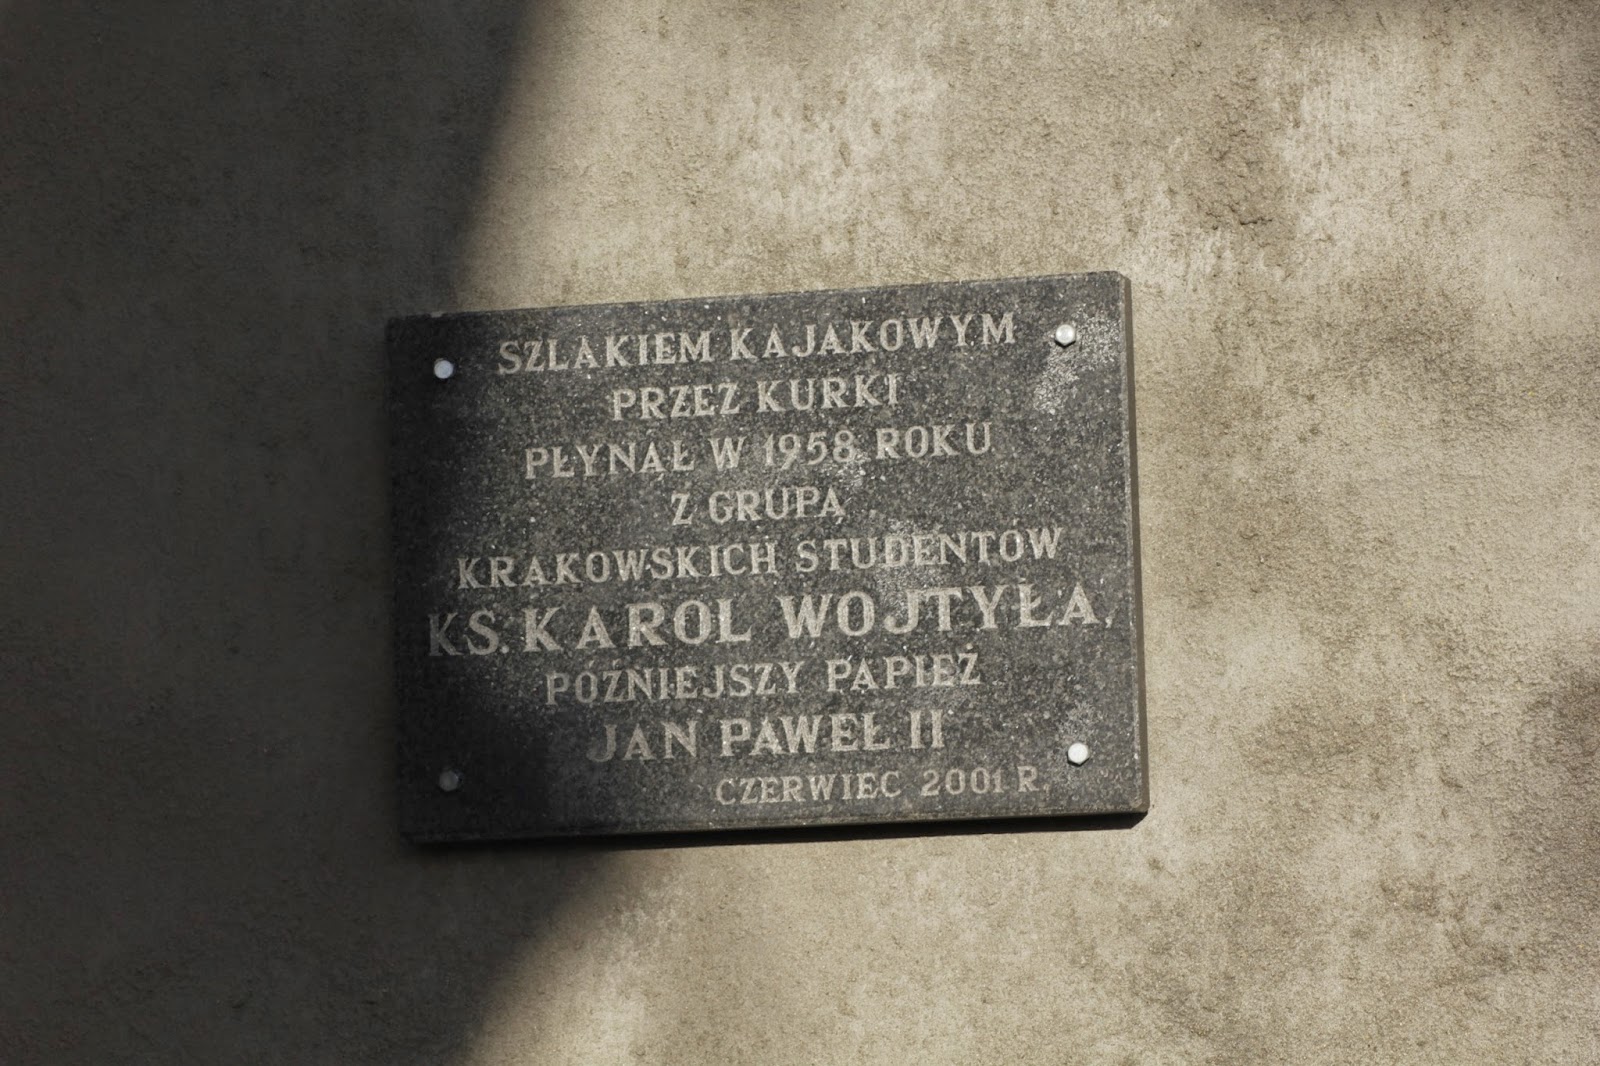 SZLAKIEM KAJAKOWYM
PRZEZ KURKI
PŁYNĄŁ W 1958 ROKU
Z GRUPĄ
KRAKOWSKICH STUDENTÓW
KS. KAROL WOJTYŁA,
PÓŹNIEJSZY PAPIEŻ
JAN PAWEŁ II
CZERWIEC 2001 R.